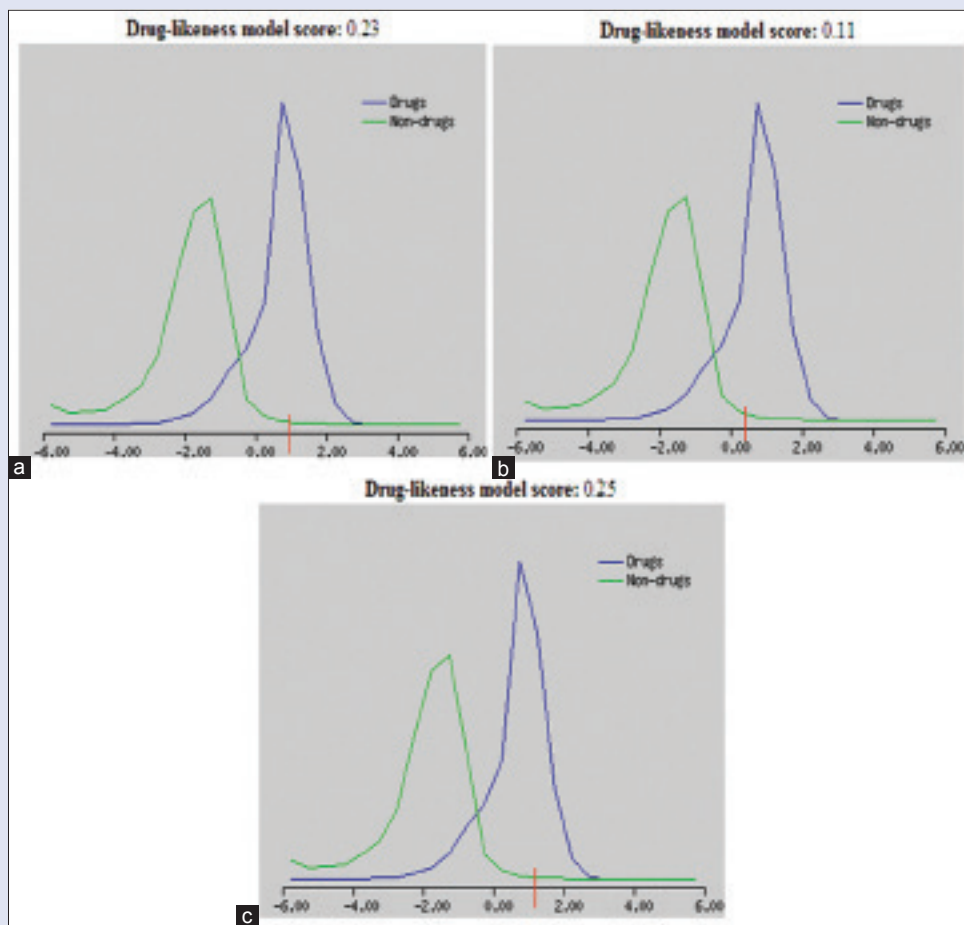 Drug-likeness model score: 0.23
Drugs
Non-drugs
-6.00 -4.00 -2.00 0.00 2.00 4.00 6.00
a
Drug-likeness model score: 0.11
Drugs
Non-drugs
-6.00 -4.00 -2.00 0.00 2.00 4.00 6.00
b
Drug-likeness model score: 0.25
Drugs
Non-drugs
-6.00 -4.00 -2.00 0.00 2.00 4.00 6.00
c